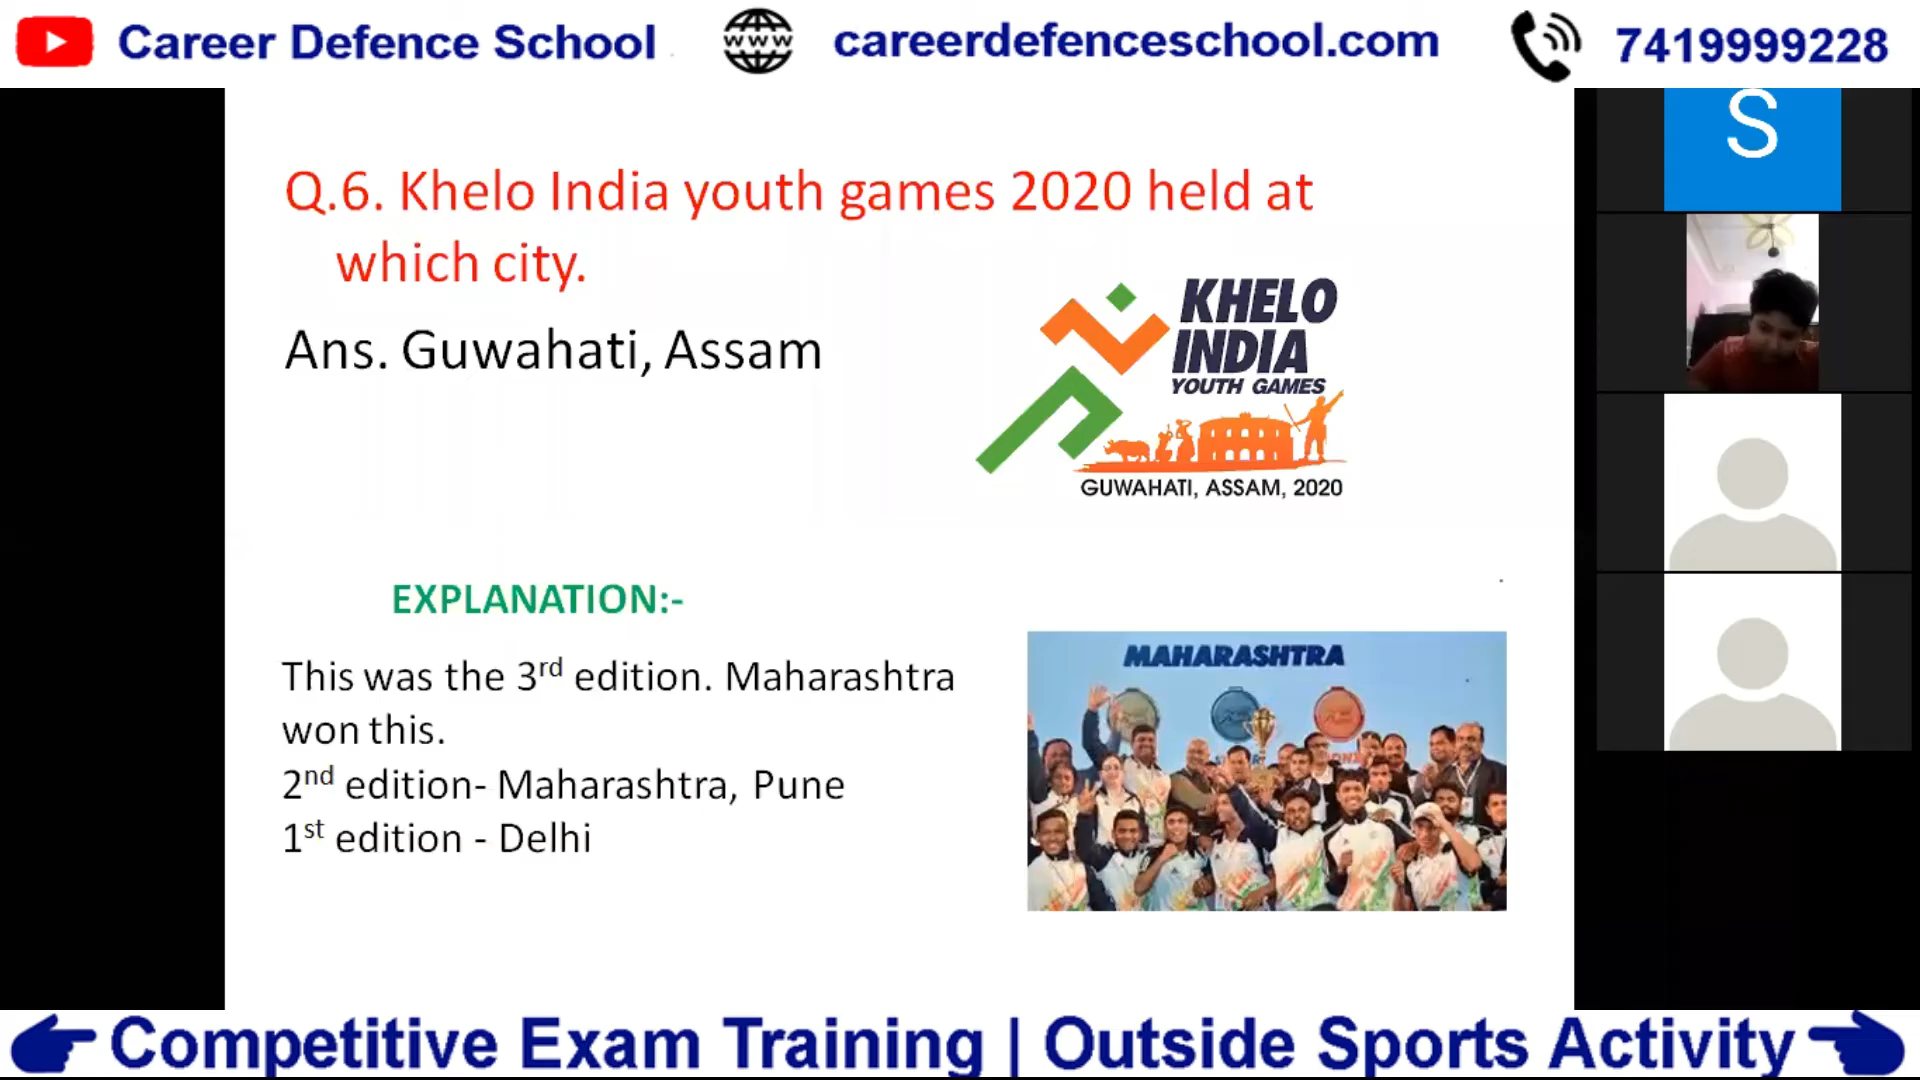 Career Defence School
www
careerdefenceschool.com
7419999228
S
Q.6. Khelo India youth games 2020 held at
which city.
Ans. Guwahati, Assam
KHELO
INDIA
YOUTH GAMES
GUWAHATI, ASSAM, 2020
EXPLANATION:-
This was the 3rd edition. Maharashtra
won this.
2nd edition- Maharashtra, Pune
1st edition - Delhi
MAHARASHTRA
Competitive Exam Training | Outside Sports Activity